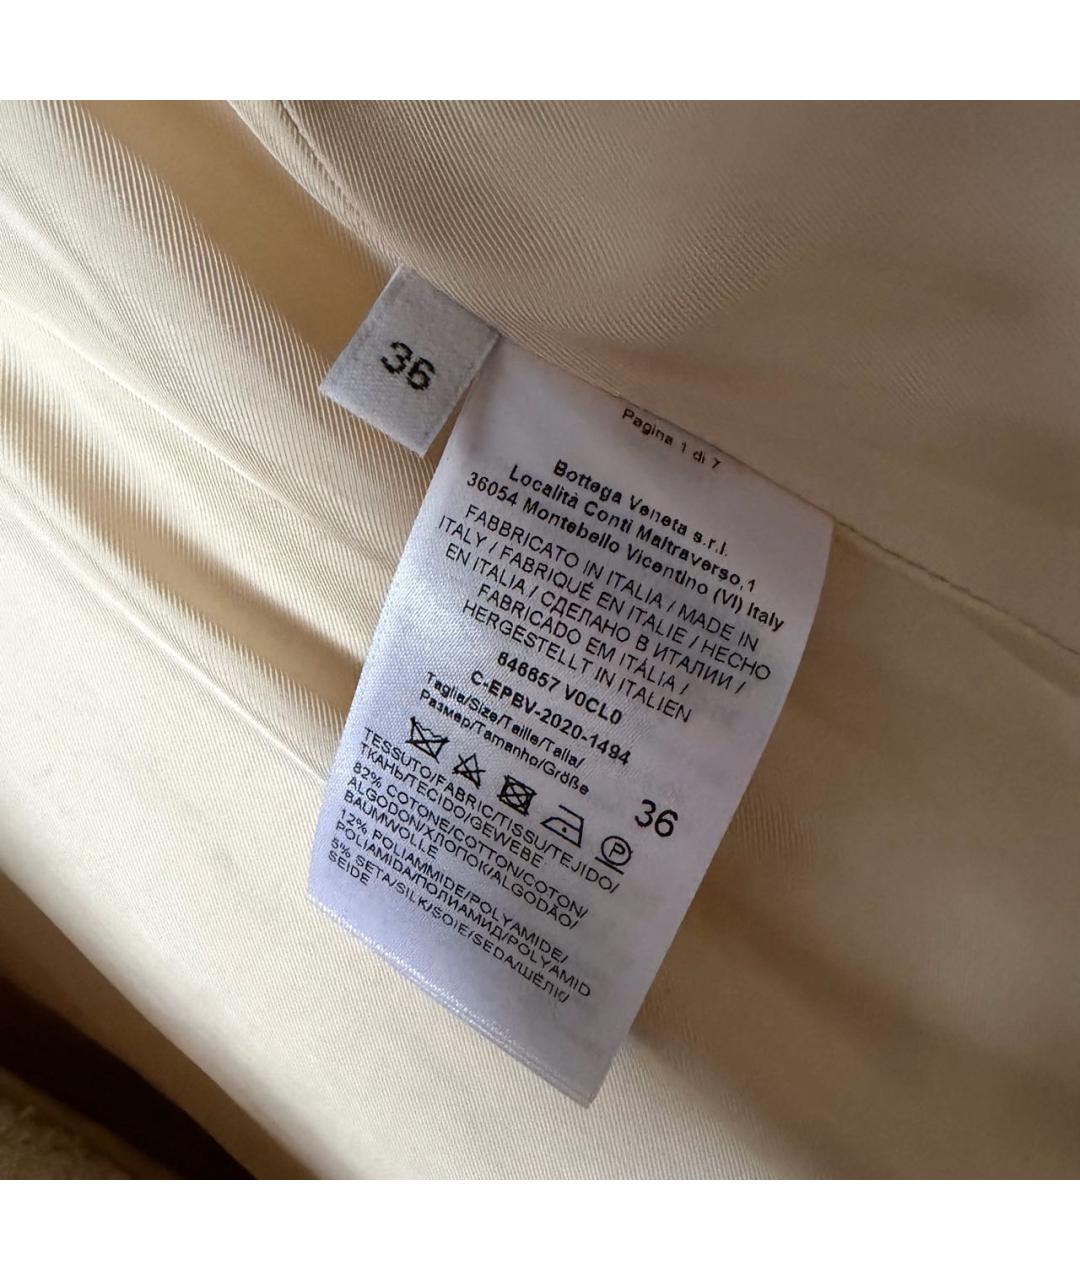 36
Pagina 1 di 7
Bottega Veneta s.r.l.
Località Conti Maltraverso,1
36054 Montebello Vicentino (VI) Italy
FABBRICATO IN ITALIA / MADE IN
ITALY / FABRIQUÉ EN ITALIE / HECHO
EN ITALIA / СДЕЛАНО В ИТАЛИИ /
FABRICADO EM ITÁLIA /
HERGESTELLT IN ITALIEN
646657 V0CL0
C-EPBV-2020-1494
Taglia/Size/Taille/Talla/
Размер/Tamanho/Größe
36
P
TESSUTO/FABRIC/TISSU/TEJIDO/
ТКАНЬ/TECIDO/GEWEBE
82% COTONE/COTTON/COTON/
ALGODON/ХЛОПОК/ALGODÃO/
BAUMWOLLE
12% POLIAMMIDE/POLYAMIDE/
POLIAMIDA/ПОЛИАМИД/POLYAMID
5% SETA/SILK/SOIE/SEDA/ШЁЛК/
SEIDE